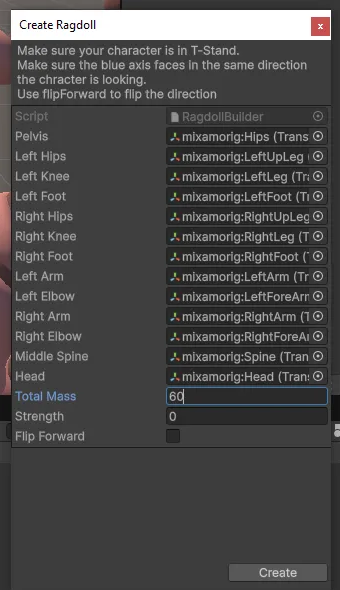 Create Ragdoll
x
Make sure your character is in T-Stand.
Make sure the blue axis faces in the same direction
the chracter is looking.
Use flipForward to flip the direction
Script RagdollBuilder
Pelvis mixamorig:Hips (Trans
Left Hips mixamorig:LeftUpLeg (
Left Knee mixamorig:LeftLeg (Tra
Left Foot mixamorig:LeftFoot (Tr
Right Hips mixamorig:RightUpLeg
Right Knee mixamorig:RightLeg (T
Right Foot mixamorig:RightFoot (
Left Arm mixamorig:LeftArm (Tr
Left Elbow mixamorig:LeftForeArm
Right Arm mixamorig:RightArm (T
Right Elbow mixamorig:RightForeAr
Middle Spine mixamorig:Spine (Tran
Head mixamorig:Head (Trans
Total Mass 60
Strength 0
Flip Forward
Create